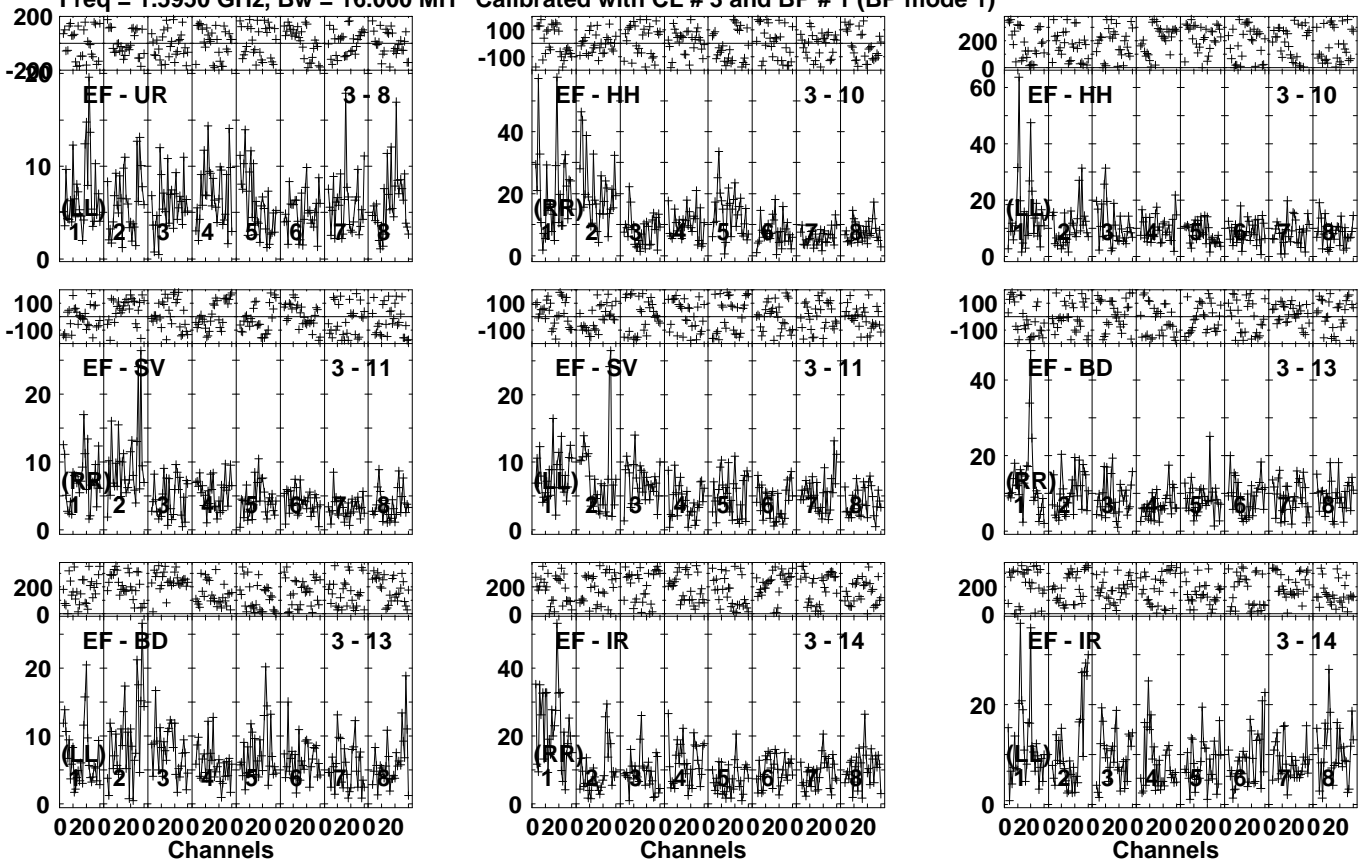 Freq = 1.5950 GHz, Bw = 16.000 MH Calibrated with CL # 3 and BP # 1 (BP mode 1)
200
-200
20
10
0
EF - UR 3 - 8
(LL)
1 2 3 4 5 6 7 8
100
-100
40
20
0
EF - HH 3 - 10
(RR)
1 2 3 4 5 6 7 8
200
0
60
40
20
0
EF - HH 3 - 10
(LL)
1 2 3 4 5 6 7 8
100
-100
20
10
0
EF - SV 3 - 11
(RR)
1 2 3 4 5 6 7 8
100
-100
20
10
0
EF - SV 3 - 11
(LL)
1 2 3 4 5 6 7 8
100
-100
40
20
0
EF - BD 3 - 13
(RR)
1 2 3 4 5 6 7 8
200
0
20
10
0
EF - BD 3 - 13
(LL)
1 2 3 4 5 6 7 8
200
0
40
20
0
EF - IR 3 - 14
(RR)
1 2 3 4 5 6 7 8
200
0
20
0
EF - IR 3 - 14
(LL)
1 2 3 4 5 6 7 8
0 20 0 20 0 20 0 20 0 20 0 20 0 20 0 20
Channels
0 20 0 20 0 20 0 20 0 20 0 20 0 20 0 20
Channels
0 20 0 20 0 20 0 20 0 20 0 20 0 20 0 20
Channels